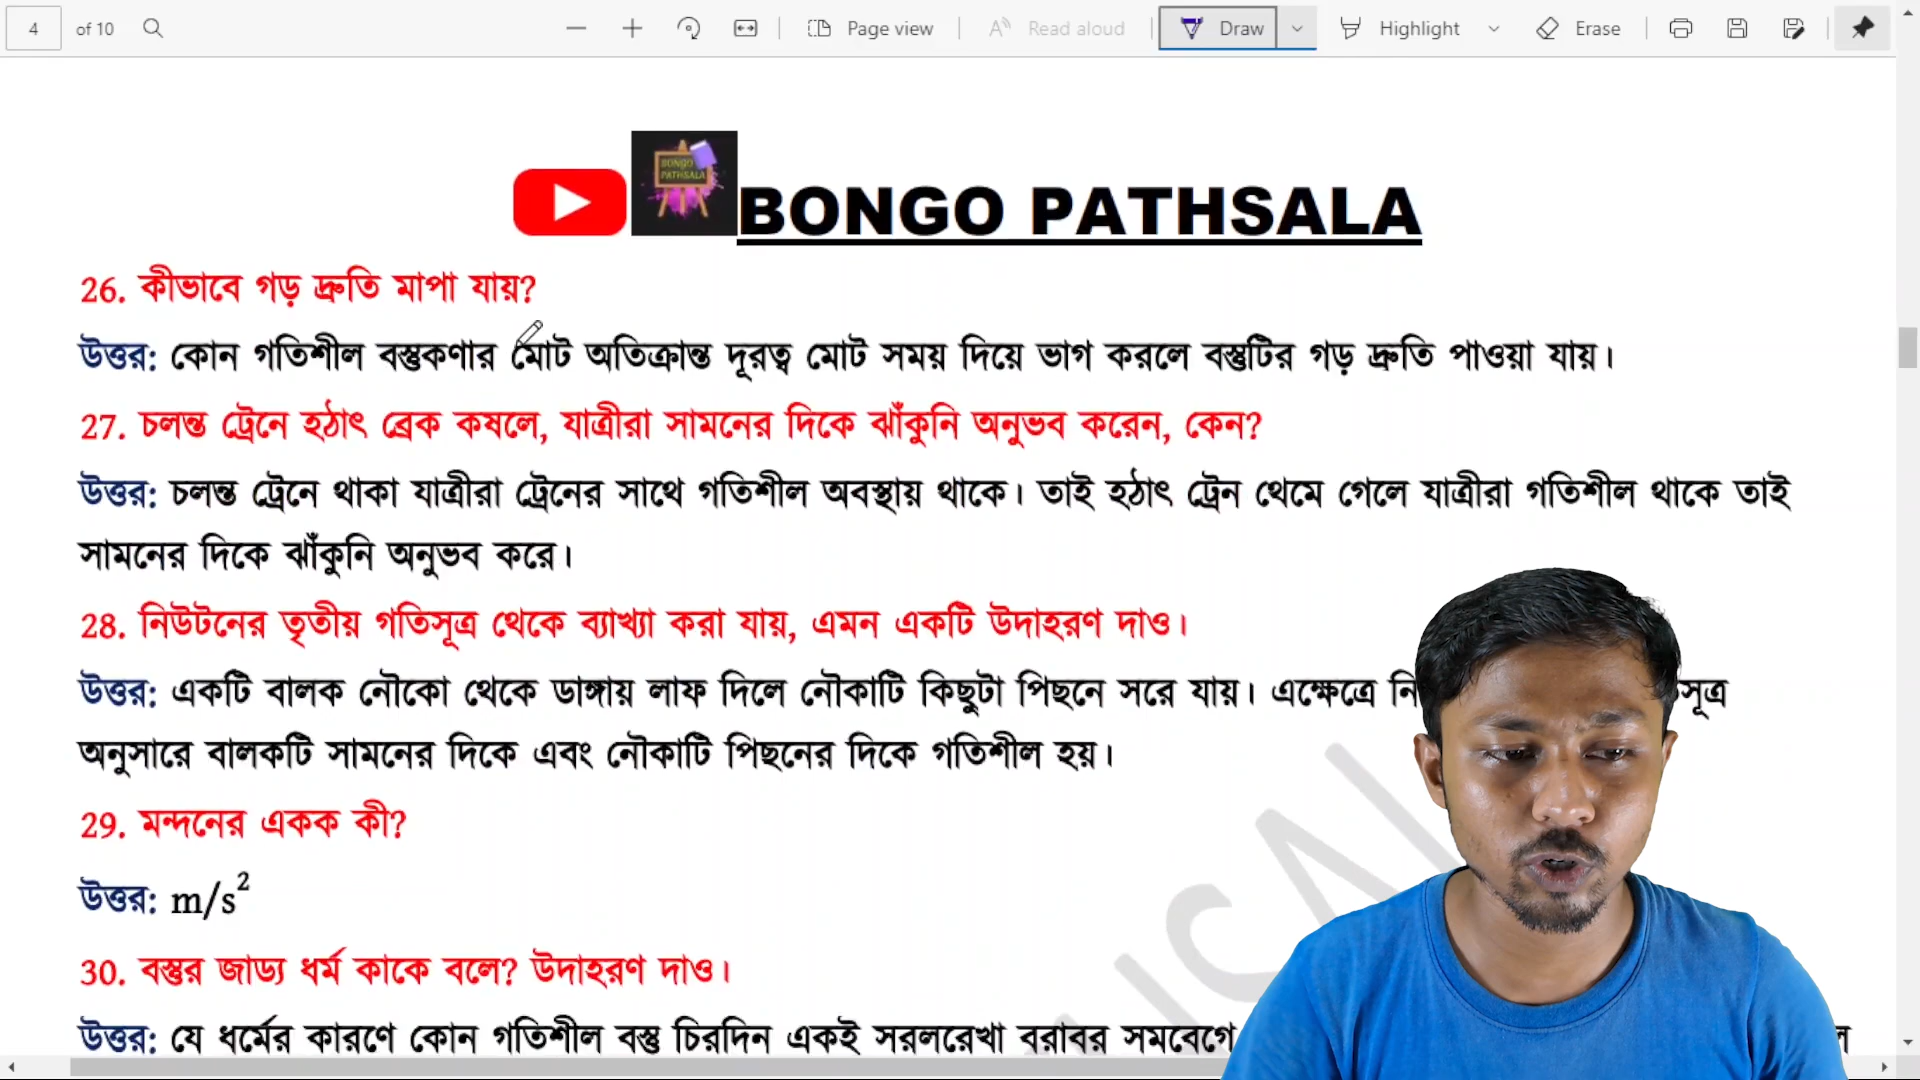 4 of 10 Page view Read aloud Draw Highlight Erase
BONGO PATHSALA
BONGO PATHSALA
26. কীভাবে গড় দ্রুতি মাপা যায়?
উত্তর: কোন গতিশীল বস্তুকণার মোট অতিক্রান্ত দূরত্ব মোট সময় দিয়ে ভাগ করলে বস্তুটির গড় দ্রুতি পাওয়া যায়।
27. চলন্ত ট্রেনে হঠাৎ ব্রেক কষলে, যাত্রীরা সামনের দিকে ঝাঁকুনি অনুভব করেন, কেন?
উত্তর: চলন্ত ট্রেনে থাকা যাত্রীরা ট্রেনের সাথে গতিশীল অবস্থায় থাকে। তাই হঠাৎ ট্রেন থেমে গেলে যাত্রীরা গতিশীল থাকে তাই
সামনের দিকে ঝাঁকুনি অনুভব করে।
28. নিউটনের তৃতীয় গতিসূত্র থেকে ব্যাখ্যা করা যায়, এমন একটি উদাহরণ দাও।
উত্তর: একটি বালক নৌকো থেকে ডাঙ্গায় লাফ দিলে নৌকাটি কিছুটা পিছনে সরে যায়। এক্ষেত্রে
অনুসারে বালকটি সামনের দিকে এবং নৌকাটি পিছনের দিকে গতিশীল হয়।
29. মন্দনের একক কী?
উত্তর: m/s²
30. বস্তুর জাড্য ধর্ম কাকে বলে? উদাহরণ দাও।
উত্তর: যে ধর্মের কারণে কোন গতিশীল বস্তু চিরদিন একই সরলরেখা বরাবর সমবেগে